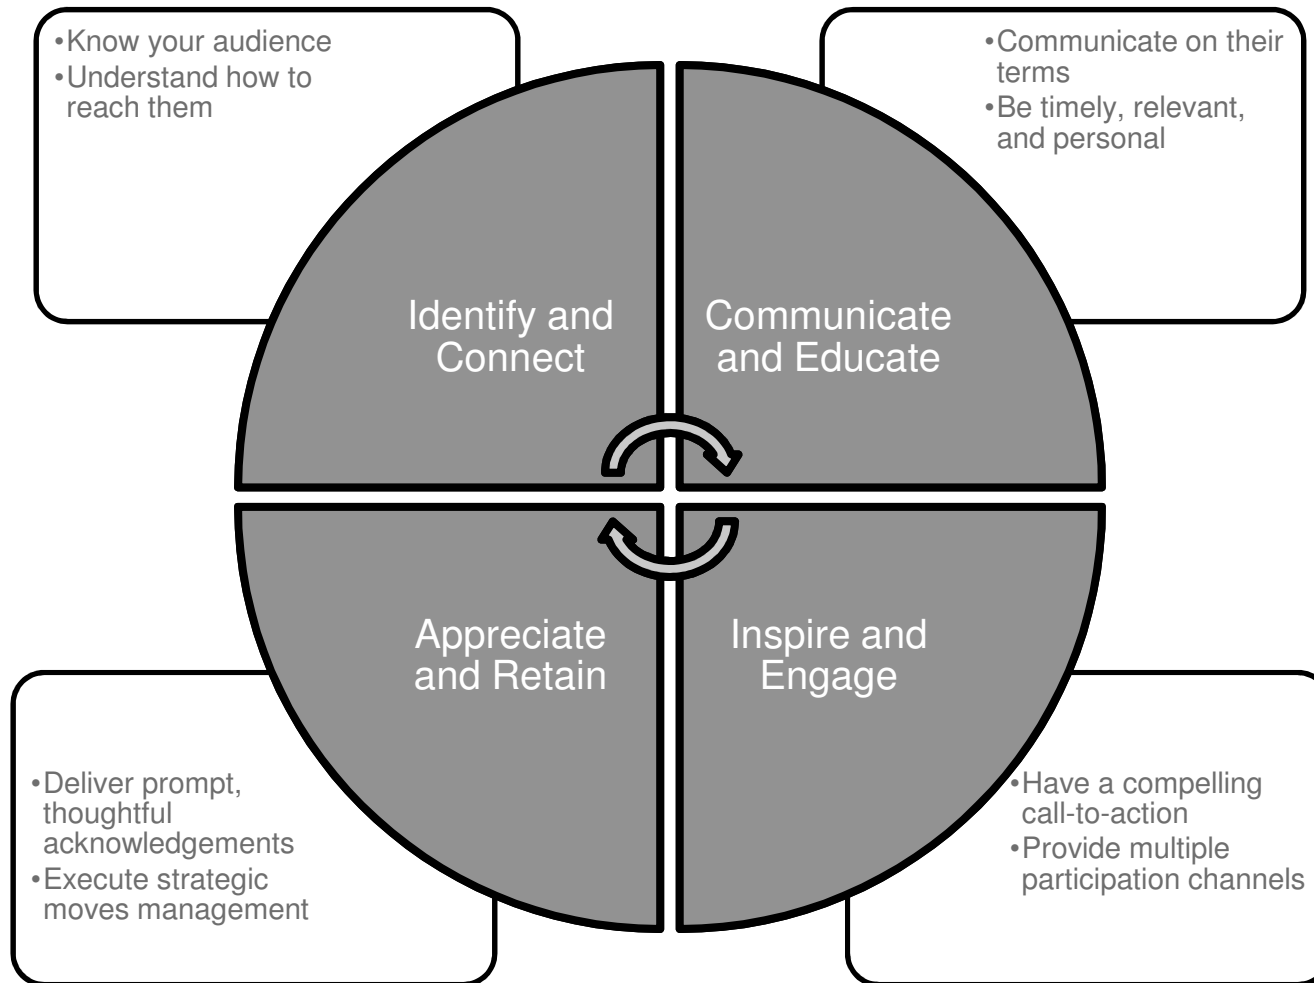 •Know your audience
•Understand how to
reach them
•Communicate on their
terms
•Be timely, relevant,
and personal
Identify and
Connect
Communicate
and Educate
Appreciate
and Retain
Inspire and
Engage
•Deliver prompt,
thoughtful
acknowledgements
•Execute strategic
moves management
•Have a compelling
call-to-action
•Provide multiple
participation channels